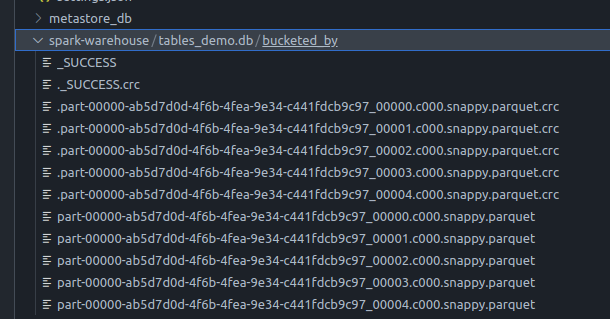 metastore_db
spark-warehouse/tables_demo.db/bucketed_by
_SUCCESS
._SUCCESS.crc
.part-00000-ab5d7d0d-4f6b-4fea-9e34-c441fdcb9c97_00000.c000.snappy.parquet.crc
.part-00000-ab5d7d0d-4f6b-4fea-9e34-c441fdcb9c97_00001.c000.snappy.parquet.crc
.part-00000-ab5d7d0d-4f6b-4fea-9e34-c441fdcb9c97_00002.c000.snappy.parquet.crc
.part-00000-ab5d7d0d-4f6b-4fea-9e34-c441fdcb9c97_00003.c000.snappy.parquet.crc
.part-00000-ab5d7d0d-4f6b-4fea-9e34-c441fdcb9c97_00004.c000.snappy.parquet.crc
part-00000-ab5d7d0d-4f6b-4fea-9e34-c441fdcb9c97_00000.c000.snappy.parquet
part-00000-ab5d7d0d-4f6b-4fea-9e34-c441fdcb9c97_00001.c000.snappy.parquet
part-00000-ab5d7d0d-4f6b-4fea-9e34-c441fdcb9c97_00002.c000.snappy.parquet
part-00000-ab5d7d0d-4f6b-4fea-9e34-c441fdcb9c97_00003.c000.snappy.parquet
part-00000-ab5d7d0d-4f6b-4fea-9e34-c441fdcb9c97_00004.c000.snappy.parquet